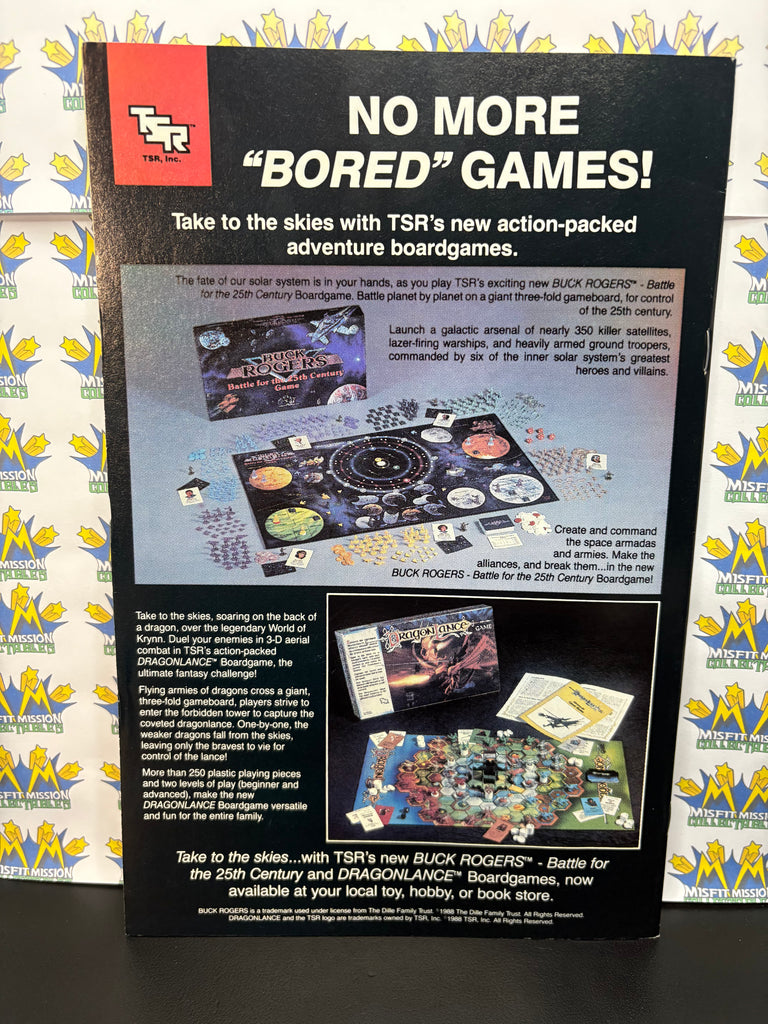 TSR™
TSR, Inc.
NO MORE
“BORED” GAMES!
Take to the skies with TSR's new action-packed
adventure boardgames.
The fate of our solar system is in your hands, as you play TSR's exciting new BUCK ROGERS™ - Battle
for the 25th Century Boardgame. Battle planet by planet on a giant three-fold gameboard, for control
of the 25th century.
Launch a galactic arsenal of nearly 350 killer satellites,
lazer-firing warships, and heavily armed ground troopers,
commanded by six of the inner solar system's greatest
heroes and villains.
BUCK
ROGERS
Battle for the 25th Century
Game
Create and command
the space armadas
and armies. Make the
alliances, and break them...in the new
BUCK ROGERS - Battle for the 25th Century Boardgame!
Take to the skies, soaring on the back of
a dragon, over the legendary World of
Krynn. Duel your enemies in 3-D aerial
combat in TSR's action-packed
DRAGONLANCE™ Boardgame, the
ultimate fantasy challenge!
Flying armies of dragons cross a giant,
three-fold gameboard, players strive to
enter the forbidden tower to capture the
coveted dragonlance. One-by-one, the
weaker dragons fall from the skies,
leaving only the bravest to vie for
control of the lance!
More than 250 plastic playing pieces
and two levels of play (beginner and
advanced), make the new
DRAGONLANCE Boardgame versatile
and fun for the entire family.
Dragon Lance
GAME
Take to the skies...with TSR's new BUCK ROGERS™ - Battle for
the 25th Century and DRAGONLANCE™ Boardgames, now
available at your local toy, hobby, or book store.
BUCK ROGERS is a trademark used under license from The Dille Family Trust. ©1988 The Dille Family Trust. All Rights Reserved.
DRAGONLANCE and the TSR logo are trademarks owned by TSR, Inc. ©1988 TSR, Inc. All Rights Reserved.
MISFIT MISSION
COLLECTABLES